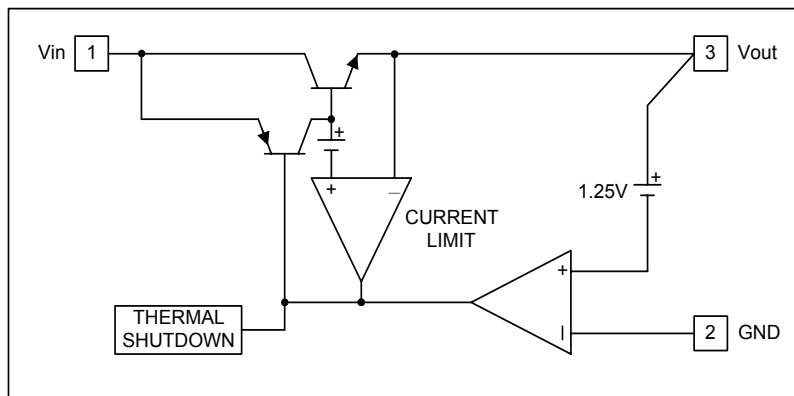 Vin 1
3 Vout
+
+
1.25V
+ –
CURRENT
LIMIT
+
THERMAL
SHUTDOWN
–
2 GND